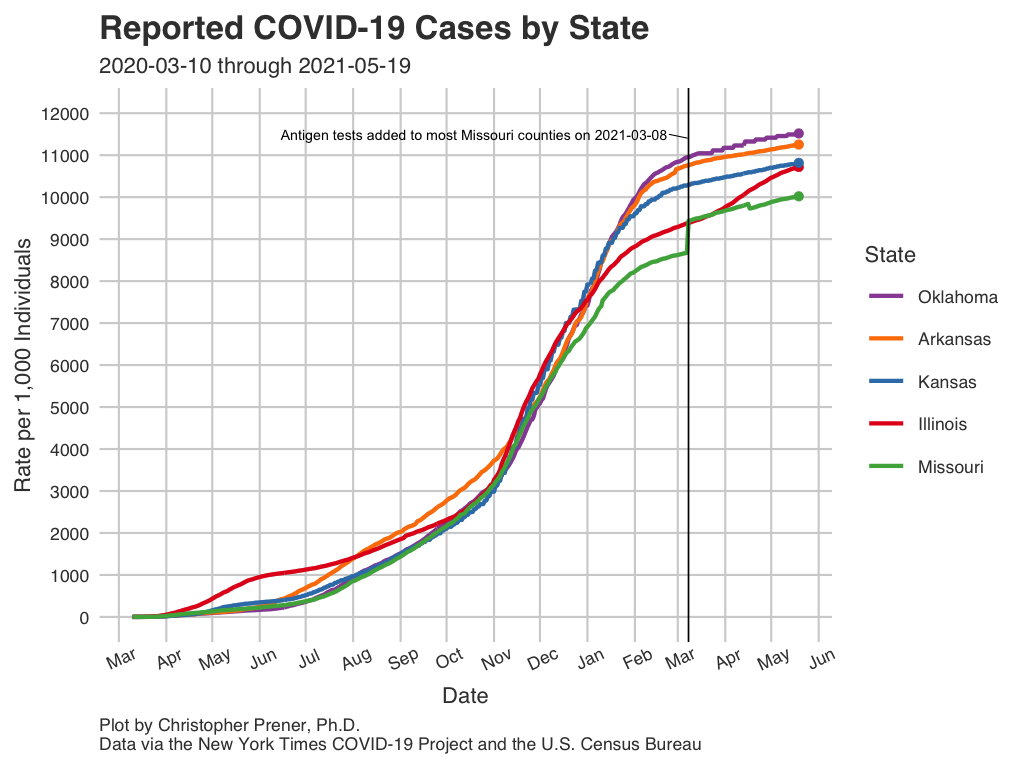 Reported COVID-19 Cases by State
2020-03-10 through 2021-05-19
12000
11000
10000
9000
8000
7000
6000
5000
4000
3000
2000
1000
0
Rate per 1,000 Individuals
Antigen tests added to most Missouri counties on 2021-03-08
State
Oklahoma
Arkansas
Kansas
Illinois
Missouri
Mar Apr May Jun Jul Aug Sep Oct Nov Dec Jan Feb Mar Apr May Jun
Date
Plot by Christopher Prener, Ph.D.
Data via the New York Times COVID-19 Project and the U.S. Census Bureau